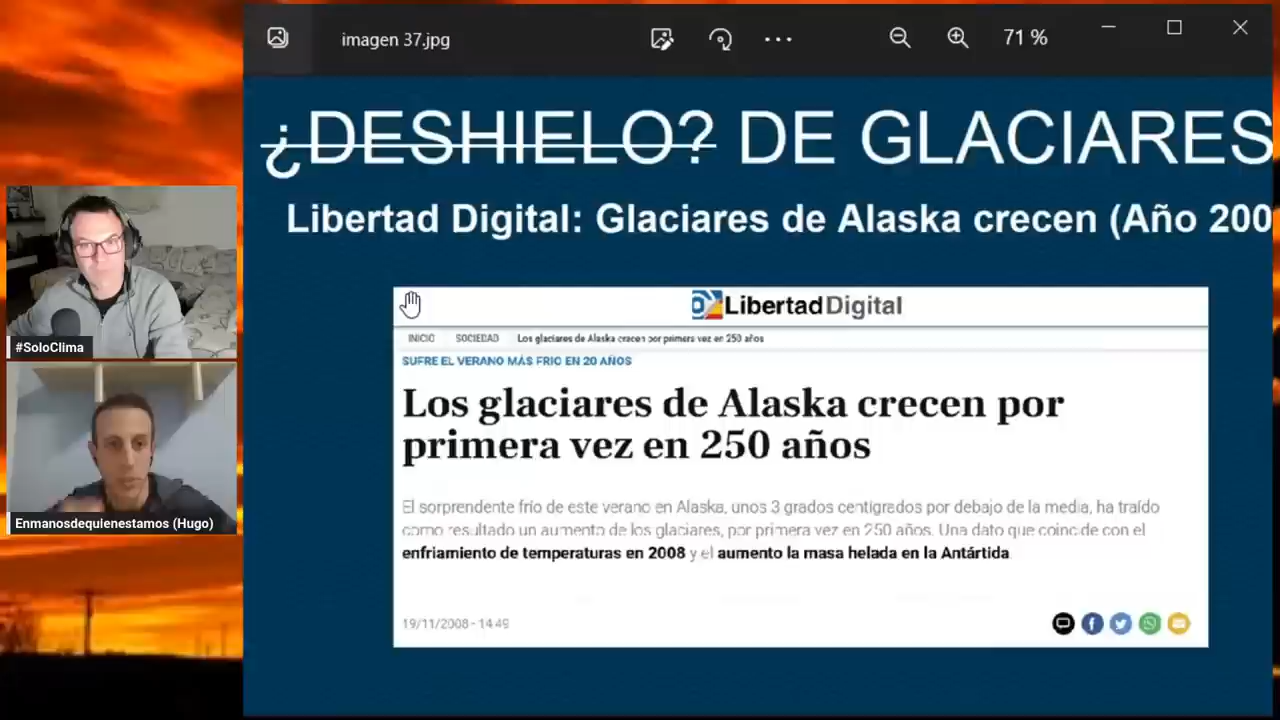 imagen 37.jpg
71 %
¿DESHIELO? DE GLACIARES
Libertad Digital: Glaciares de Alaska crecen (Año 200
LibertadDigital
INICIO SOCIEDAD Los glaciares de Alaska crecen por primera vez en 250 años
SUFRE EL VERANO MÁS FRIO EN 20 AÑOS
Los glaciares de Alaska crecen por
primera vez en 250 años
El sorprendente frío de este verano en Alaska, unos 3 grados centígrados por debajo de la media, ha traído
como resultado un aumento de los glaciares, por primera vez en 250 años. Una dato que coincide con el
enfriamiento de temperaturas en 2008 y el aumento la masa helada en la Antártida.
19/11/2008 - 14:49
#SoloClima
Enmanosdequienestamos (Hugo)